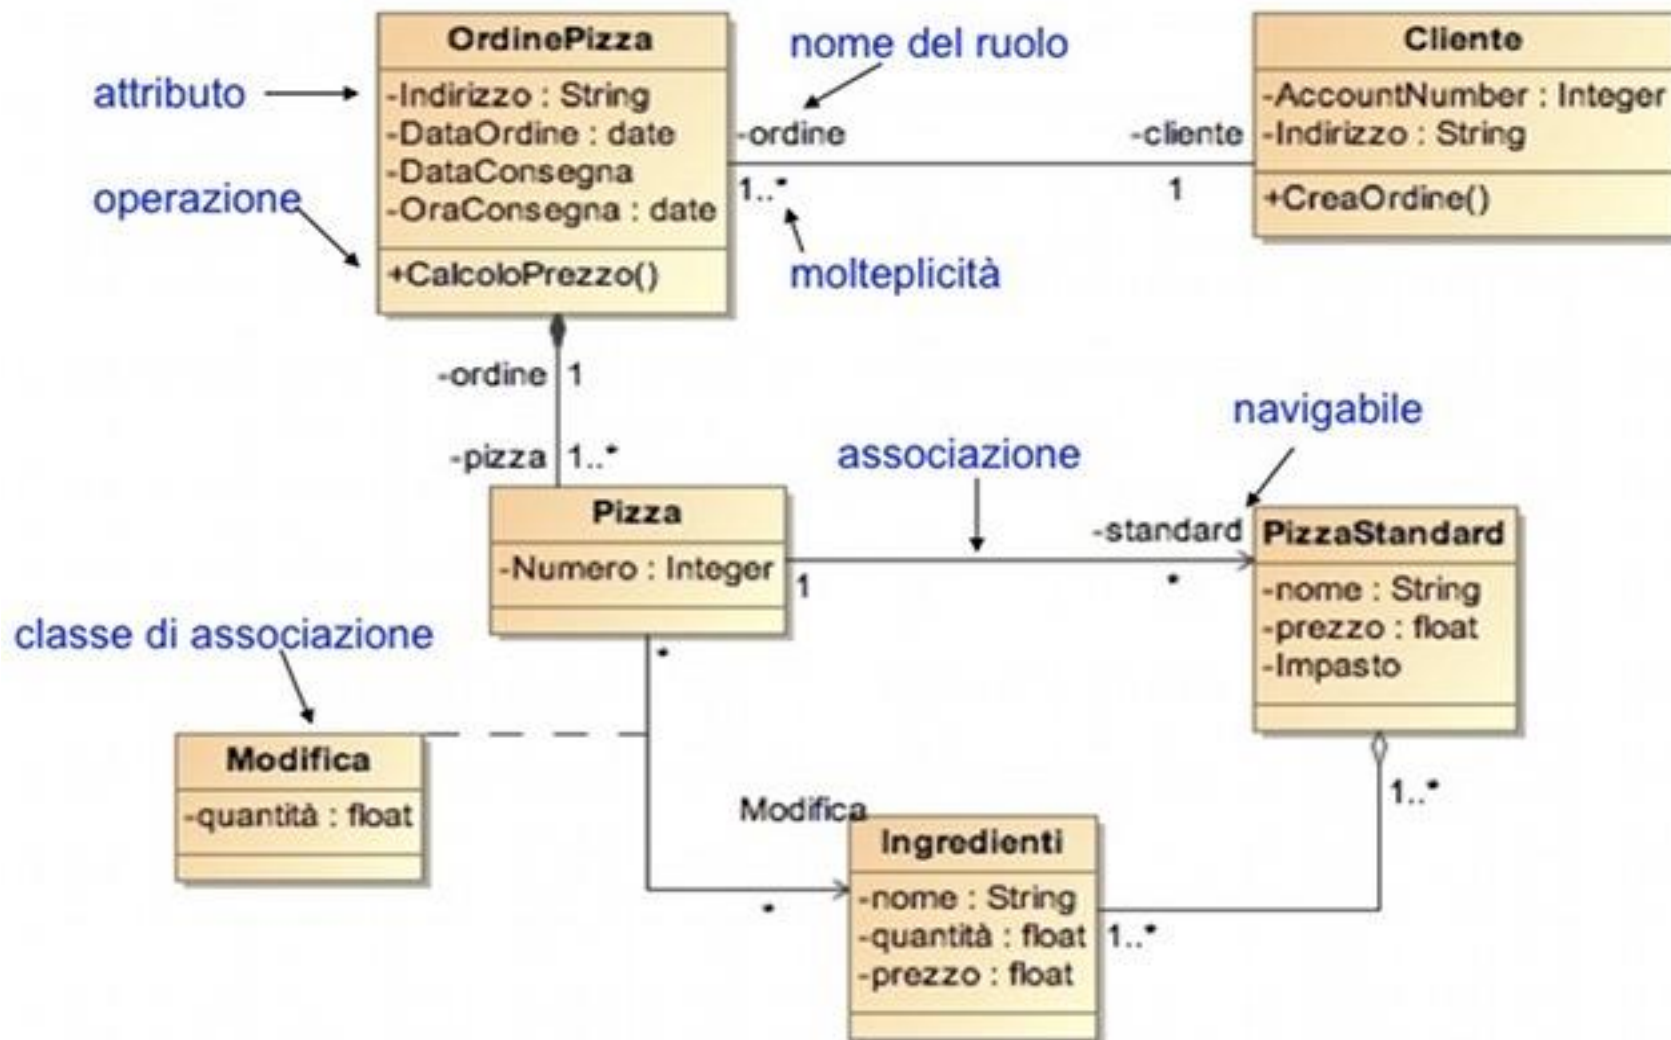 OrdinePizza
-Indirizzo : String
-DataOrdine : date
-DataConsegna
-OraConsegna : date
+CalcoloPrezzo()
attributo
operazione
nome del ruolo
-ordine
1..*
molteplicità
-cliente
1
Cliente
-AccountNumber : Integer
-Indirizzo : String
+CreaOrdine()
-ordine
1
-pizza
1..*
Pizza
-Numero : Integer
1
associazione
navigabile
-standard
*
PizzaStandard
-nome : String
-prezzo : float
-Impasto
classe di associazione
*
Modifica
-quantità : float
Modifica
*
Ingredienti
-nome : String
-quantità : float
-prezzo : float
1..*
1..*